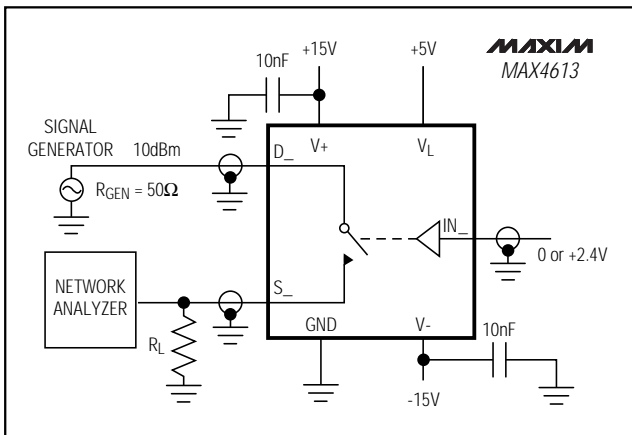 +15V
+5V
MAXIM
MAX4613
10nF
SIGNAL
GENERATOR
10dBm
D_
V+
VL
RGEN = 50Ω
IN_
0 or +2.4V
NETWORK
ANALYZER
S_
RL
GND
V-
10nF
-15V